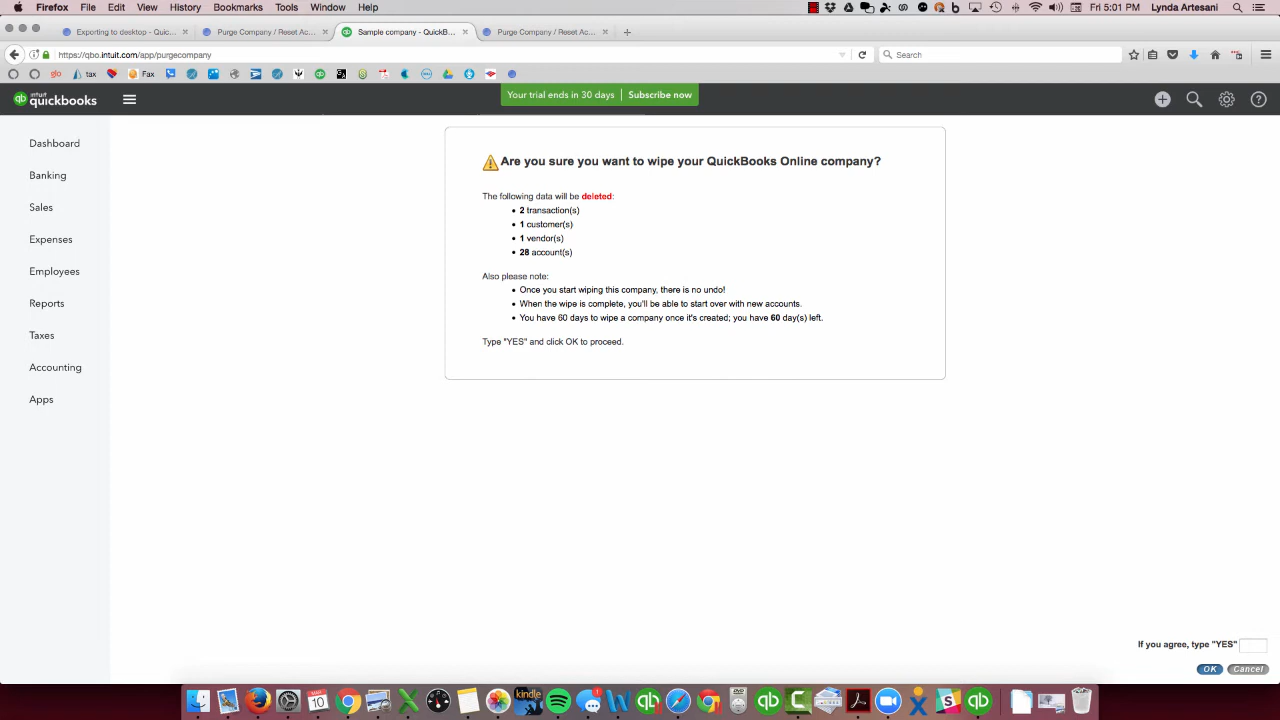 Firefox File Edit View History Bookmarks Tools Window Help Fri 5:01 PM Lynda Artesani
Exporting to desktop - Quic... Purge Company / Reset Ac... Sample company - QuickB... Purge Company / Reset Ac...
https://qbo.intuit.com/app/purgecompany Search
glo tax Fax
intuit quickbooks Your trial ends in 30 days Subscribe now
Dashboard
Banking
Sales
Expenses
Employees
Reports
Taxes
Accounting
Apps
Are you sure you want to wipe your QuickBooks Online company?
The following data will be deleted:
• 2 transaction(s)
• 1 customer(s)
• 1 vendor(s)
• 28 account(s)
Also please note:
• Once you start wiping this company, there is no undo!
• When the wipe is complete, you'll be able to start over with new accounts.
• You have 60 days to wipe a company once it's created; you have 60 day(s) left.
Type "YES" and click OK to proceed.
If you agree, type "YES"
OK Cancel
kindle